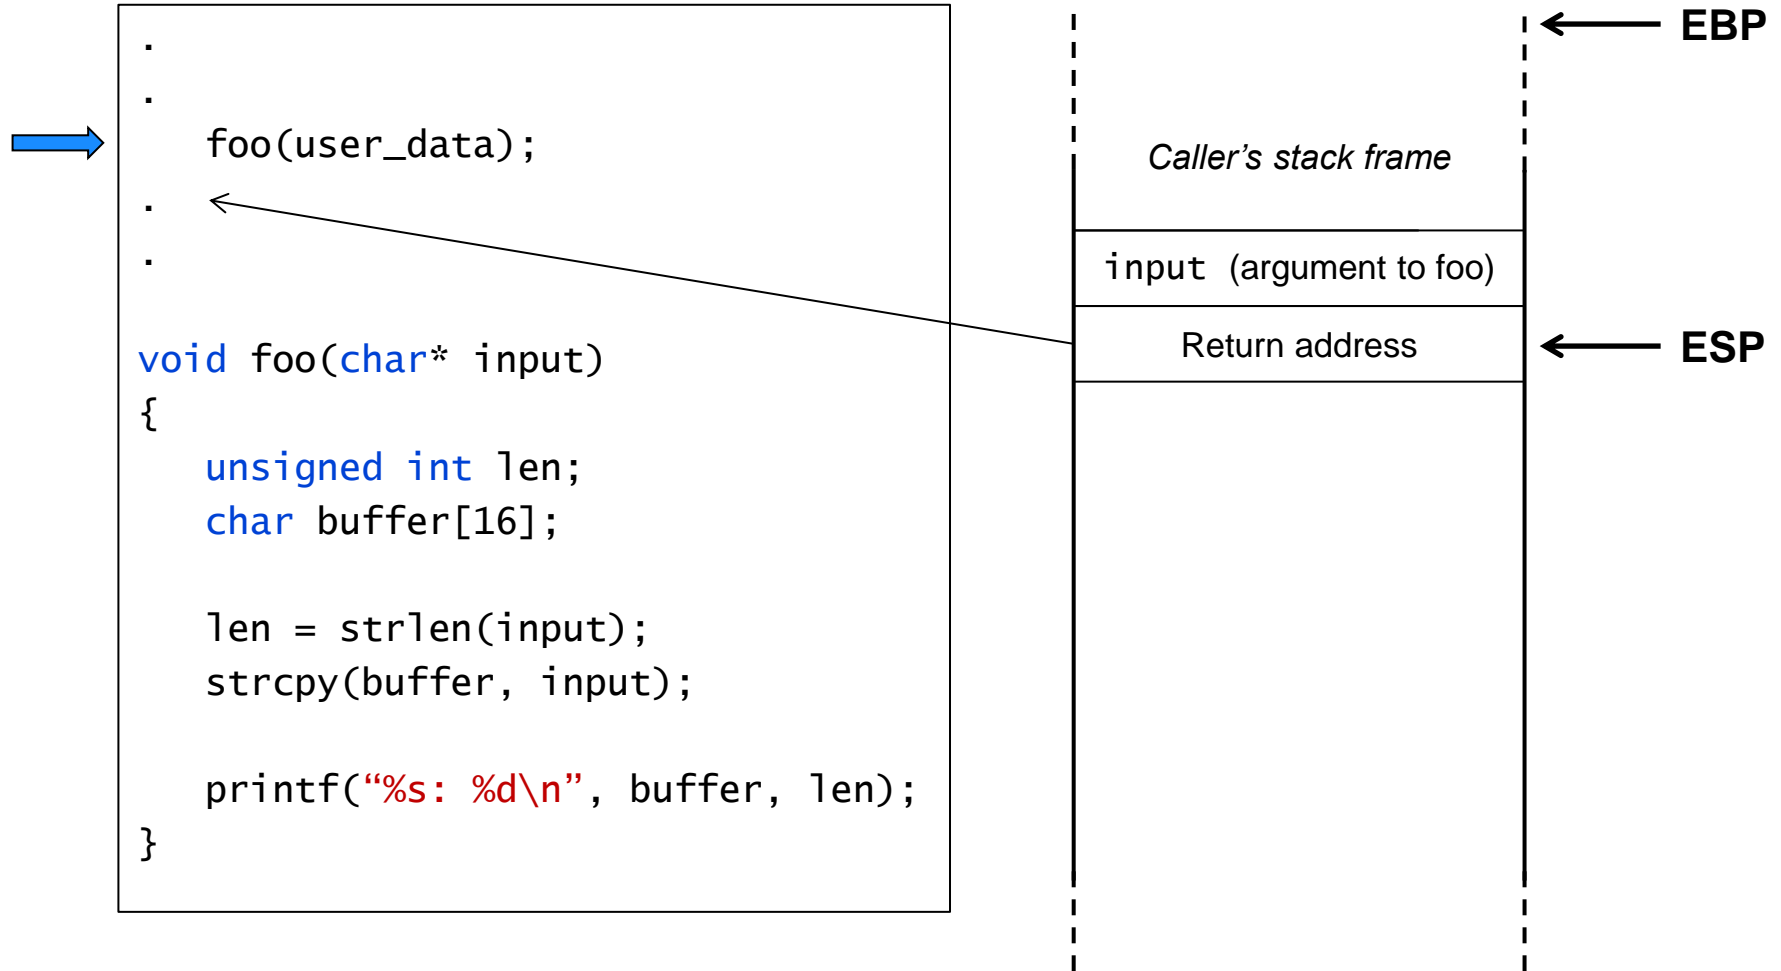 .
.
foo(user_data);
.
.
void foo(char* input)
{
unsigned int len;
char buffer[16];
len = strlen(input);
strcpy(buffer, input);
printf(“%s: %d\n”, buffer, len);
}
EBP
Caller’s stack frame
input (argument to foo)
Return address
ESP